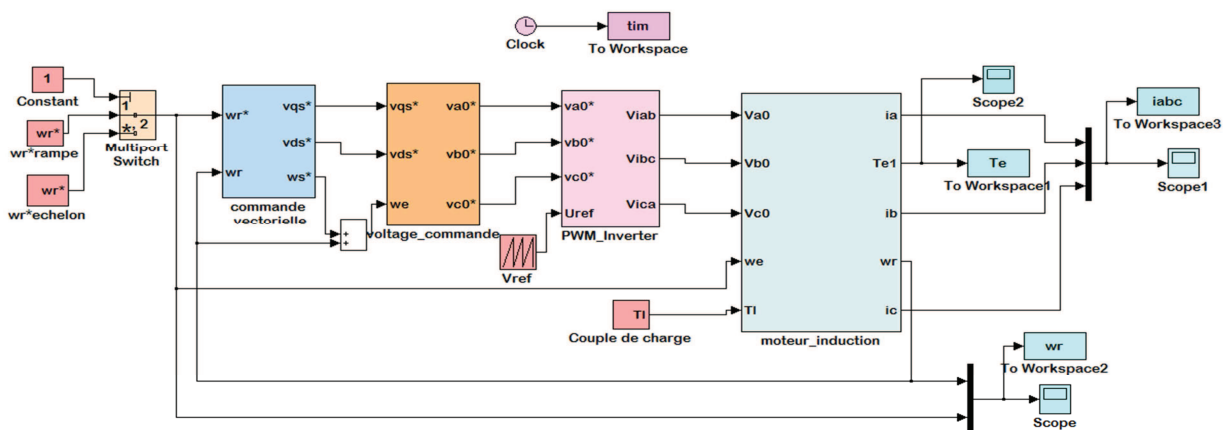 tim
Clock
To Workspace
1
Constant
1
2
*
Multiport
Switch
wr*
wr*rampe
wr*
wr*echelon
wr*
wr
vqs*
vds*
ws*
commande
vectorielle
+
+
vqs*
vds*
we
va0*
vb0*
vc0*
voltage_commande
va0*
vb0*
vc0*
Uref
Viab
Vibc
Vica
PWM_Inverter
Vref
Tl
Couple de charge
Va0
Vb0
Vc0
we
Tl
ia
Te1
ib
wr
ic
moteur_induction
Scope2
Te
To Workspace1
iabc
To Workspace3
Scope1
wr
To Workspace2
Scope